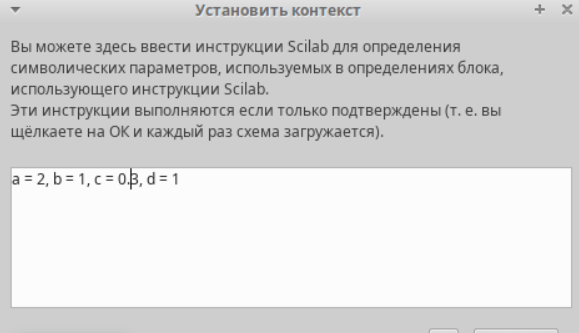 Установить контекст
Вы можете здесь ввести инструкции Scilab для определения
символических параметров, используемых в определениях блока,
использующего инструкции Scilab.
Эти инструкции выполняются если только подтверждены (т. е. вы
щёлкаете на ОК и каждый раз схема загружается).
a = 2, b = 1, c = 0.3, d = 1